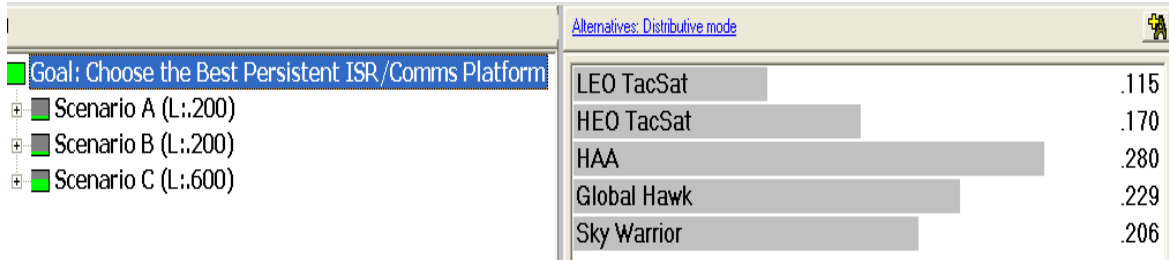 Alternatives: Distributive mode
Goal: Choose the Best Persistent ISR/Comms Platform
Scenario A (L:.200)
Scenario B (L:.200)
Scenario C (L:.600)
LEO TacSat .115
HEO TacSat .170
HAA .280
Global Hawk .229
Sky Warrior .206